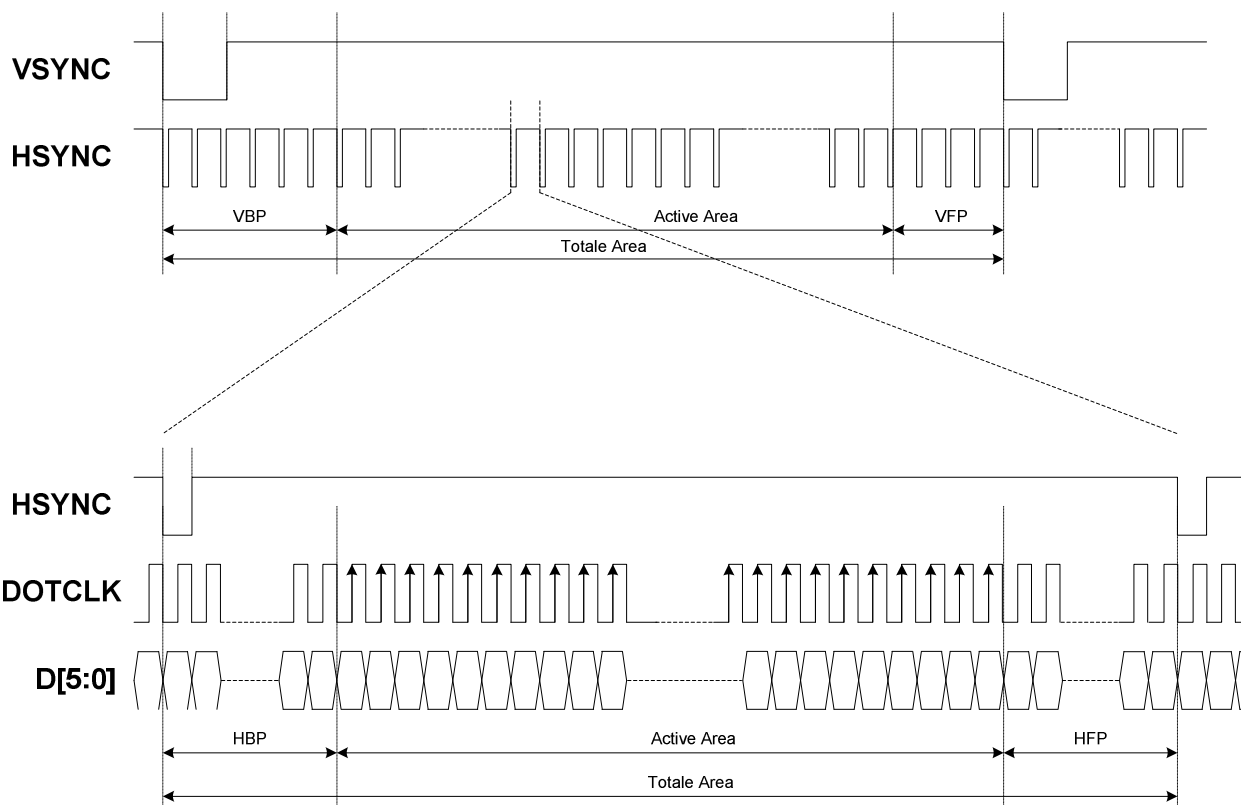 VSYNC
HSYNC
VBP
Active Area
VFP
Totale Area
HSYNC
DOTCLK
D[5:0]
HBP
Active Area
HFP
Totale Area